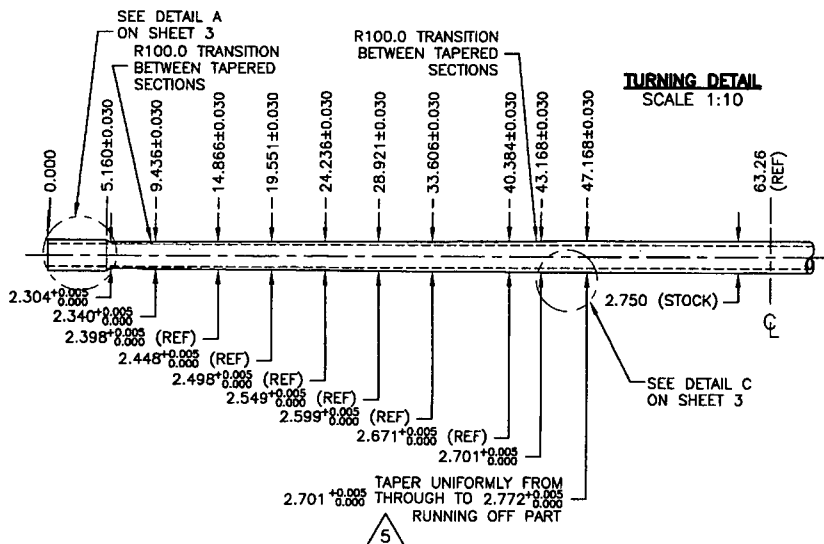 SEE DETAIL A
ON SHEET 3
R100.0 TRANSITION
BETWEEN TAPERED
SECTIONS
R100.0 TRANSITION
BETWEEN TAPERED
SECTIONS
TURNING DETAIL
SCALE 1:10
0.000
5.160±0.030
9.436±0.030
14.866±0.030
19.551±0.030
24.236±0.030
28.921±0.030
33.606±0.030
40.384±0.030
43.168±0.030
47.168±0.030
63.26
(REF)
2.304 +0.005 0.000
2.340 +0.005 0.000
2.398 +0.005 0.000 (REF)
2.448 +0.005 0.000 (REF)
2.498 +0.005 0.000 (REF)
2.549 +0.005 0.000 (REF)
2.599 +0.005 0.000 (REF)
2.671 +0.005 0.000 (REF)
2.701 +0.005 0.000
2.750 (STOCK)
CL
SEE DETAIL C
ON SHEET 3
TAPER UNIFORMLY FROM
2.701 +0.005 0.000 THROUGH TO 2.772 +0.005 0.000
RUNNING OFF PART
5